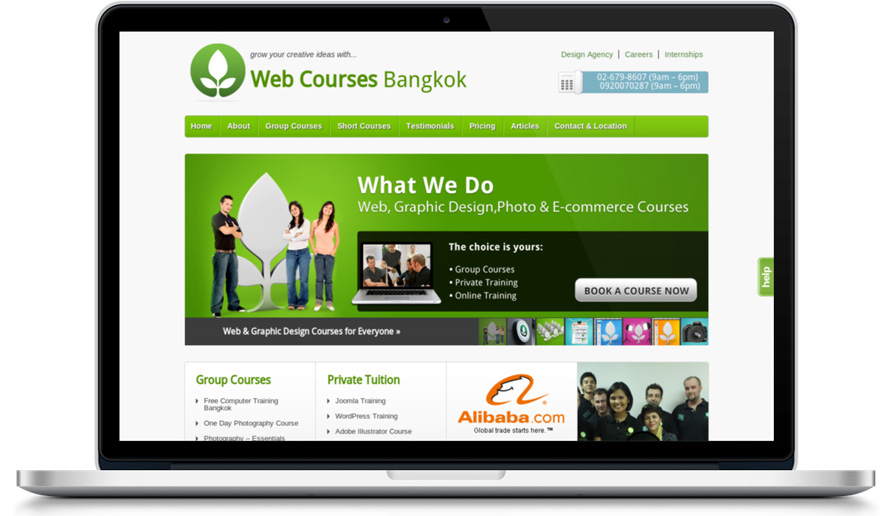 grow your creative ideas with...
Web Courses Bangkok
Design Agency | Careers | Internships
02-679-8607 (9am – 6pm)
0920070287 (9am – 6pm)
Home About Group Courses Short Courses Testimonials Pricing Articles Contact & Location
What We Do
Web, Graphic Design,Photo & E-commerce Courses
The choice is yours:
• Group Courses
• Private Training
• Online Training
BOOK A COURSE NOW
help
Web & Graphic Design Courses for Everyone »
Group Courses
Free Computer Training
Bangkok
One Day Photography Course
Photography – Essentials
Private Tuition
Joomla Training
WordPress Training
Adobe Illustrator Course
Alibaba.com
Global trade starts here.™